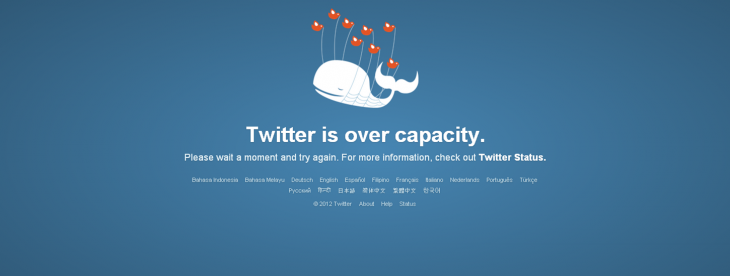 Twitter is over capacity.
Please wait a moment and try again. For more information, check out Twitter Status.
Bahasa Indonesia Bahasa Melayu Deutsch English Español Filipino Français Italiano Nederlands Português Türkçe
Русский हिन्दी 日本語 简体中文 繁體中文 한국어
© 2012 Twitter About Help Status